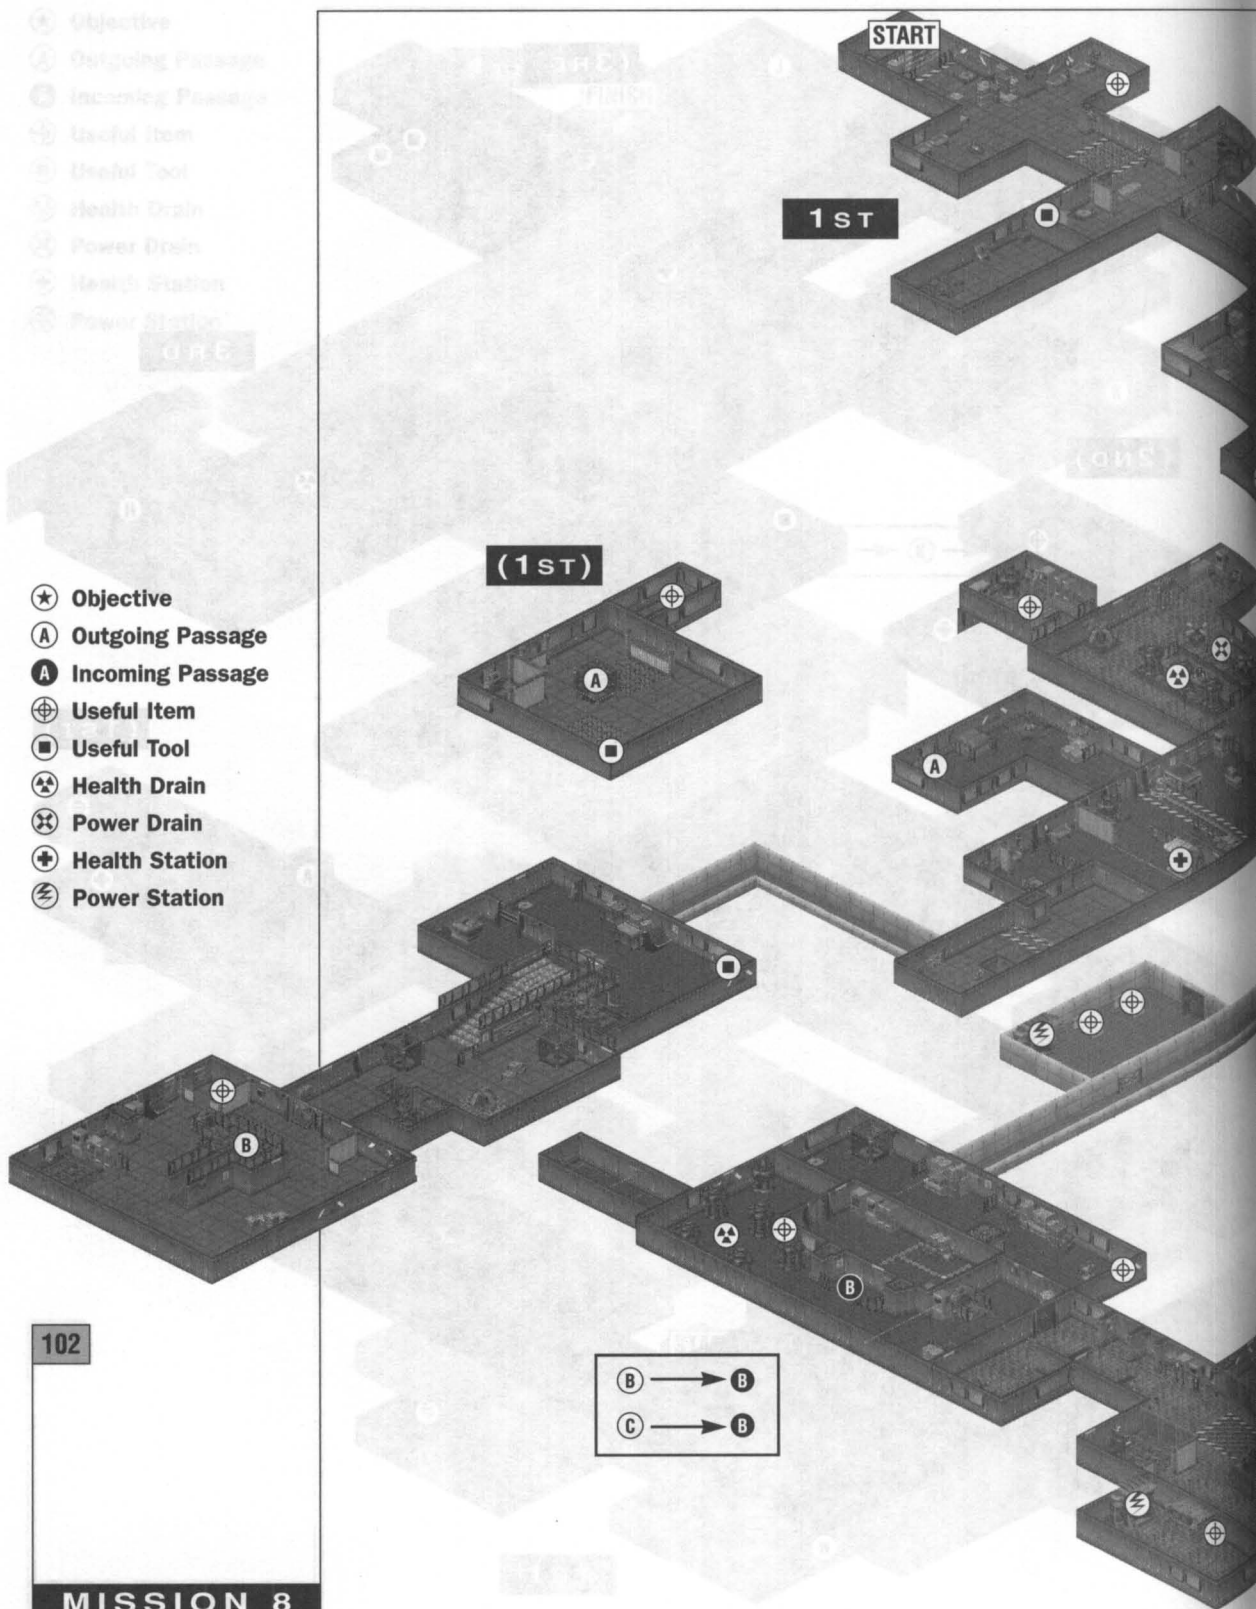 START
1ST
(1ST)
Objective
A Outgoing Passage
A Incoming Passage
Useful Item
Useful Tool
Health Drain
Power Drain
Health Station
Power Station
A
A
B
B
B → B
C → B
102
MISSION 8